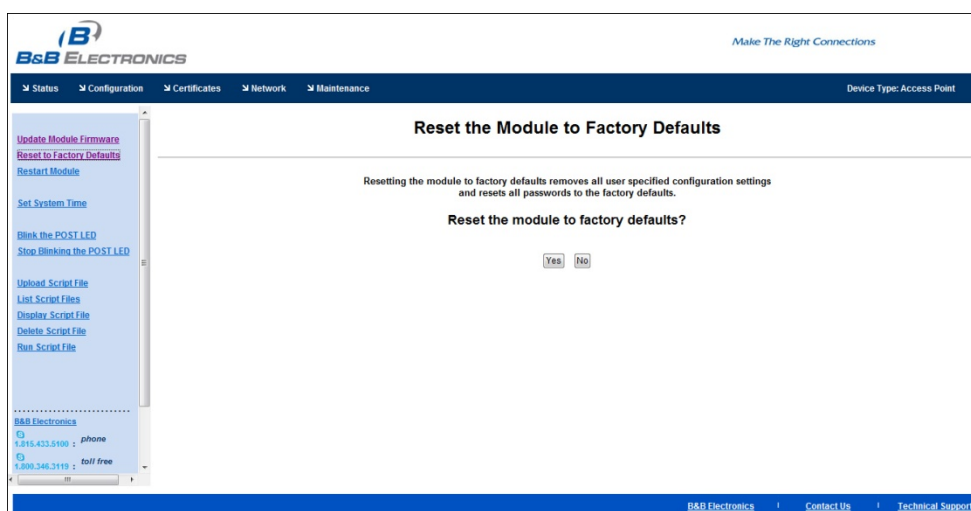 B&B ELECTRONICS
Make The Right Connections
Status Configuration Certificates Network Maintenance Device Type: Access Point
Update Module Firmware
Reset to Factory Defaults
Restart Module
Set System Time
Blink the POST LED
Stop Blinking the POST LED
Upload Script File
List Script Files
Display Script File
Delete Script File
Run Script File
B&B Electronics
1.815.433.5100 : phone
1.800.346.3119 : toll free
Reset the Module to Factory Defaults
Resetting the module to factory defaults removes all user specified configuration settings
and resets all passwords to the factory defaults.
Reset the module to factory defaults?
Yes No
B&B Electronics | Contact Us | Technical Support